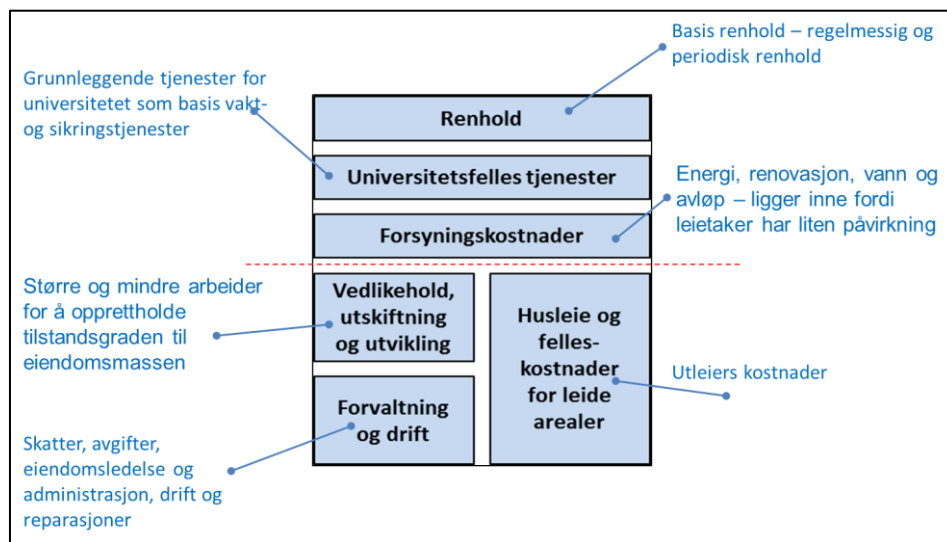 Basis renhold – regelmessig og
periodisk renhold
Grunnleggende tjenester for
universitetet som basis vakt-
og sikringstjenester
Renhold
Universitetsfelles tjenester
Energi, renovasjon, vann og
avløp – ligger inne fordi
leietaker har liten påvirkning
Forsyningskostnader
Større og mindre arbeider
for å opprettholde
tilstandsgraden til
eiendomsmassen
Vedlikehold,
utskiftning
og utvikling
Husleie og
felles-
kostnader
for leide
arealer
Utleiers kostnader
Forvaltning
og drift
Skatter, avgifter,
eiendomsledelse og
administrasjon, drift og
reparasjoner